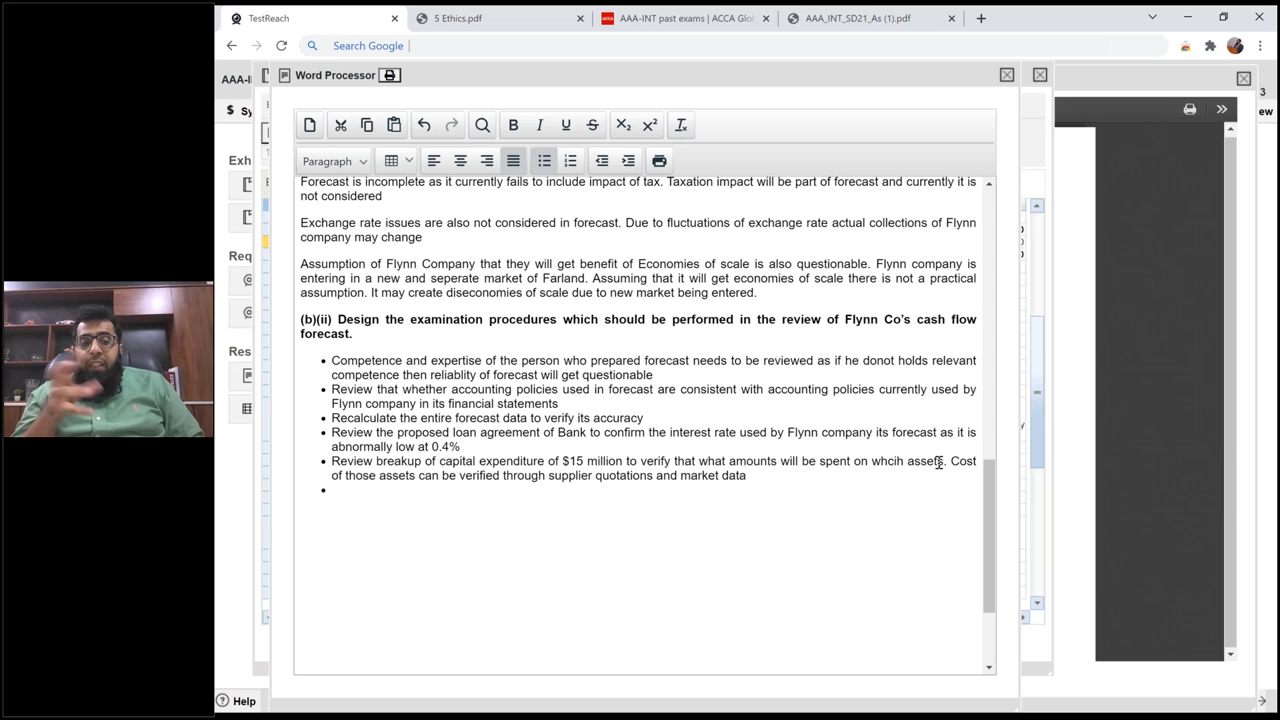 TestReach
5 Ethics.pdf
AAA-INT past exams | ACCA Glo
AAA_INT_SD21_As (1).pdf
Search Google
AAA-I
Word Processor
3
$ Sy
ew
Exh
Paragraph
Forecast is incomplete as it currently fails to include impact of tax. Taxation impact will be part of forecast and currently it is
not considered
Exchange rate issues are also not considered in forecast. Due to fluctuations of exchange rate actual collections of Flynn
company may change
Assumption of Flynn Company that they will get benefit of Economies of scale is also questionable. Flynn company is
entering in a new and seperate market of Farland. Assuming that it will get economies of scale there is not a practical
assumption. It may create diseconomies of scale due to new market being entered.
(b)(ii) Design the examination procedures which should be performed in the review of Flynn Co's cash flow
forecast.
• Competence and expertise of the person who prepared forecast needs to be reviewed as if he donot holds relevant
competence then reliablity of forecast will get questionable
• Review that whether accounting policies used in forecast are consistent with accounting policies currently used by
Flynn company in its financial statements
• Recalculate the entire forecast data to verify its accuracy
• Review the proposed loan agreement of Bank to confirm the interest rate used by Flynn company its forecast as it is
abnormally low at 0.4%
• Review breakup of capital expenditure of $15 million to verify that what amounts will be spent on whcih assets. Cost
of those assets can be verified through supplier quotations and market data
•
Req
Res
Help